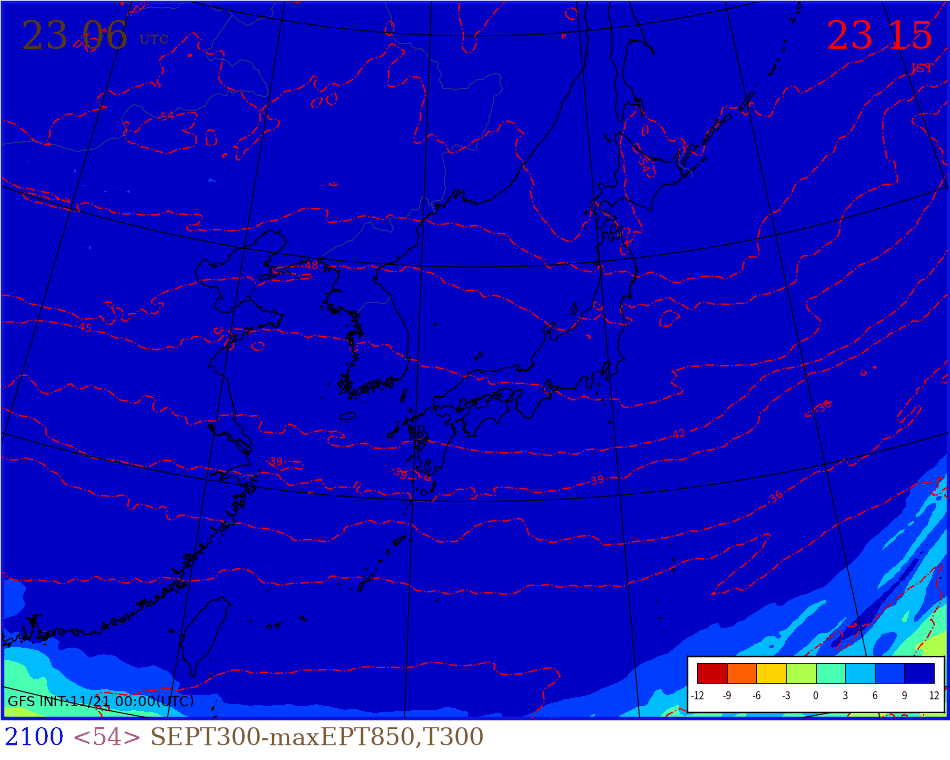 23 06 UTC
23 15
JST
-54
-48
-45
-36
-42
-39
-39
-39
-36
GFS INIT:11/21 00:00(UTC)
-12 -9 -6 -3 0 3 6 9 12
2100 <54> SEPT300-maxEPT850,T300